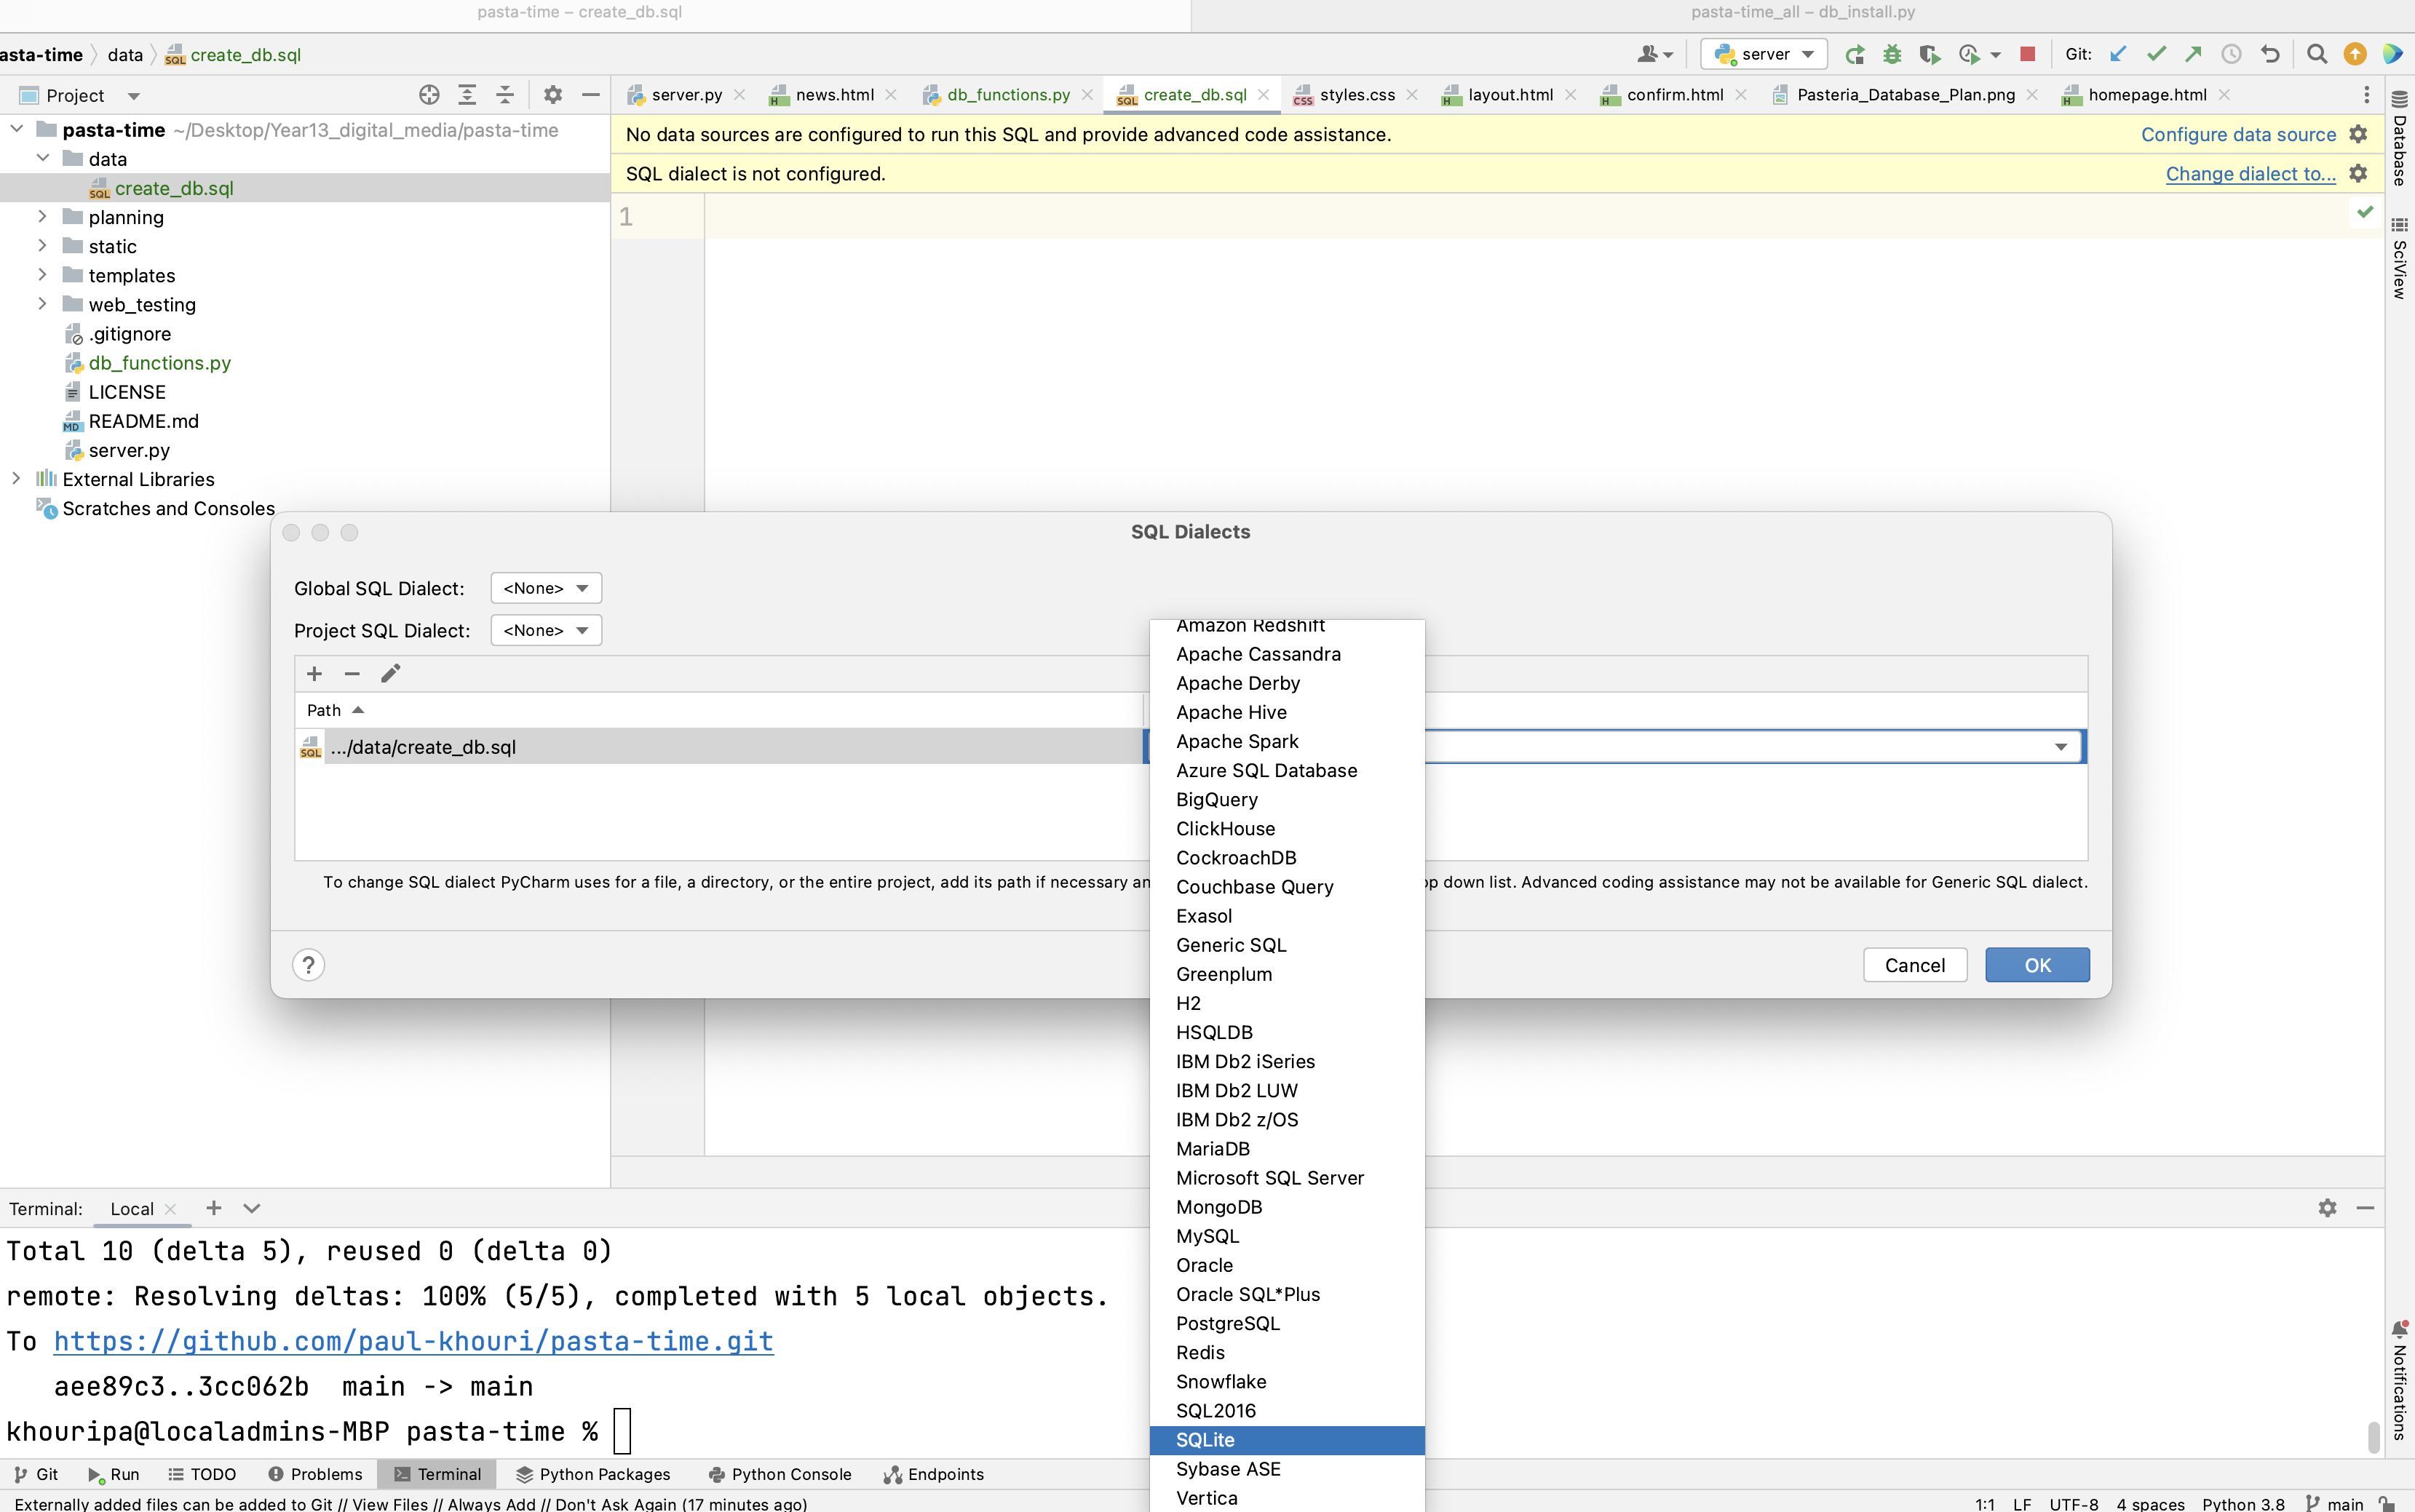 pasta-time – create_db.sql
pasta-time_all – db_install.py
asta-time data create_db.sql
server
Git:
Project
server.py
news.html
db_functions.py
create_db.sql
styles.css
layout.html
confirm.html
Pasteria_Database_Plan.png
homepage.html
pasta-time ~/Desktop/Year13_digital_media/pasta-time
data
create_db.sql
planning
static
templates
web_testing
.gitignore
db_functions.py
LICENSE
README.md
server.py
External Libraries
Scratches and Consoles
No data sources are configured to run this SQL and provide advanced code assistance.
Configure data source
SQL dialect is not configured.
Change dialect to...
1
Database
SciView
Notifications
SQL Dialects
Global SQL Dialect: <None>
Project SQL Dialect: <None>
Path
.../data/create_db.sql
To change SQL dialect PyCharm uses for a file, a directory, or the entire project, add its path if necessary an
op down list. Advanced coding assistance may not be available for Generic SQL dialect.
?
Cancel
OK
Amazon Redshift
Apache Cassandra
Apache Derby
Apache Hive
Apache Spark
Azure SQL Database
BigQuery
ClickHouse
CockroachDB
Couchbase Query
Exasol
Generic SQL
Greenplum
H2
HSQLDB
IBM Db2 iSeries
IBM Db2 LUW
IBM Db2 z/OS
MariaDB
Microsoft SQL Server
MongoDB
MySQL
Oracle
Oracle SQL*Plus
PostgreSQL
Redis
Snowflake
SQL2016
SQLite
Sybase ASE
Vertica
Terminal: Local
Total 10 (delta 5), reused 0 (delta 0)
remote: Resolving deltas: 100% (5/5), completed with 5 local objects.
To https://github.com/paul-khouri/pasta-time.git
aee89c3..3cc062b main -> main
khouripa@localadmins-MBP pasta-time %
Git
Run
TODO
Problems
Terminal
Python Packages
Python Console
Endpoints
Externally added files can be added to Git // View Files // Always Add // Don't Ask Again (17 minutes ago)
1:1 LF UTF-8 4 spaces Python 3.8 main